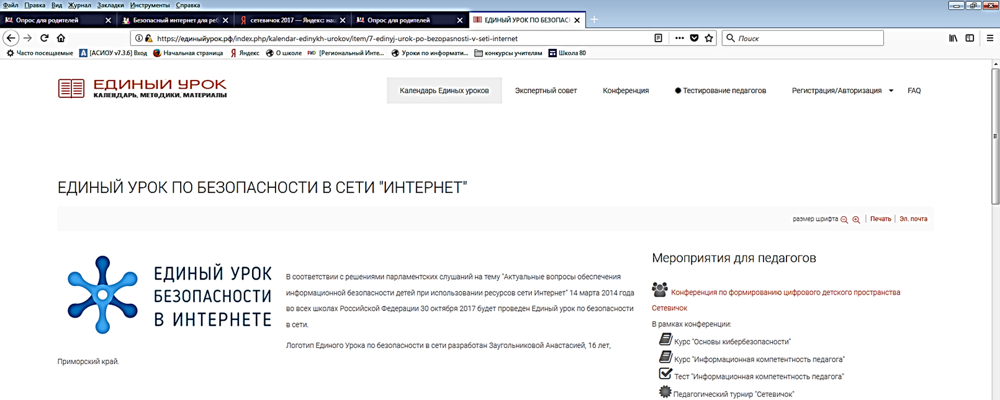 Файл Правка Вид Журнал Закладки Инструменты Справка
Опрос для родителей
Безопасный интернет для реб
сетевичок 2017 — Яндекс: наш
Опрос для родителей
ЕДИНЫЙ УРОК ПО БЕЗОПАСН
https://единыйурок.рф/index.php/kalendar-edinykh-urokov/item/7-edinyj-urok-po-bezopasnosti-v-seti-internet
Поиск
Часто посещаемые [АСИОУ v7.3.6] Вход Начальная страница Яндекс О школе РИД [Региональный Инте... Уроки по информати... конкурсы учителям Школа 80
ЕДИНЫЙ УРОК
КАЛЕНДАРЬ, МЕТОДИКИ, МАТЕРИАЛЫ
Календарь Единых уроков Экспертный совет Конференция Тестирование педагогов Регистрация/Авторизация FAQ
ЕДИНЫЙ УРОК ПО БЕЗОПАСНОСТИ В СЕТИ "ИНТЕРНЕТ"
размер шрифта Печать Эл. почта
ЕДИНЫЙ УРОК
БЕЗОПАСНОСТИ
В ИНТЕРНЕТЕ
В соответствии с решениями парламентских слушаний на тему "Актуальные вопросы обеспечения
информационной безопасности детей при использовании ресурсов сети Интернет" 14 марта 2014 года
во всех школах Российской Федерации 30 октября 2017 будет проведен Единый урок по безопасности
в сети.
Логотип Единого Урока по безопасности в сети разработан Заугольниковой Анастасией, 16 лет,
Приморский край.
Мероприятия для педагогов
Конференция по формированию цифрового детского пространства
Сетевичок
В рамках конференции:
Курс "Основы кибербезопасности"
Курс "Информационная компетентность педагога"
Тест "Информационная компетентность педагога"
Педагогический турнир "Сетевичок"